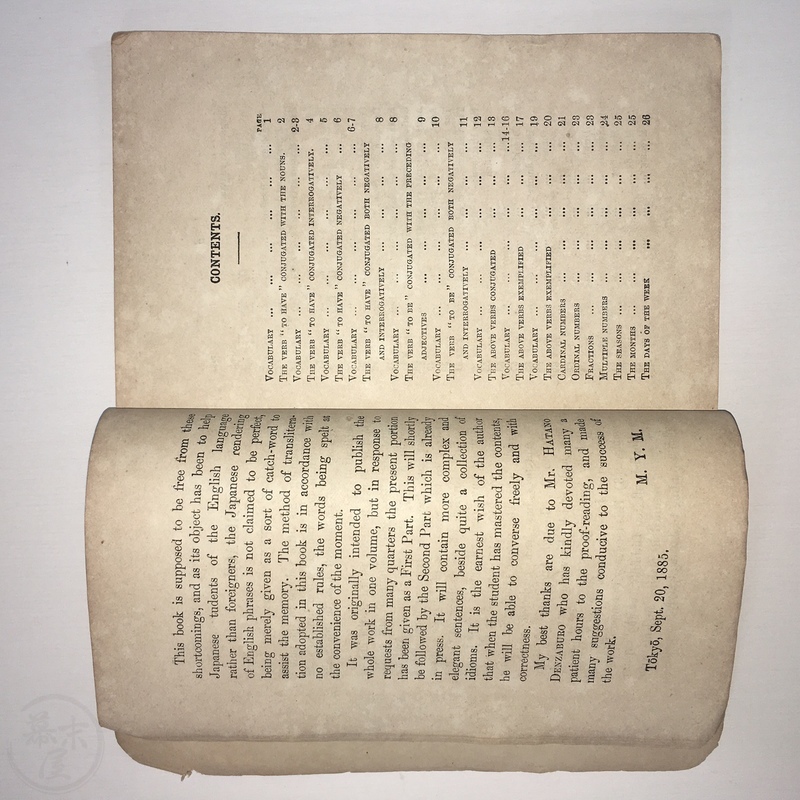 This book is supposed to be free from these
shortcomings, and as its object has been to help
Japanese tudents of the English language
rather than foreigners, the Japanese rendering
of English phrases is not claimed to be perfect,
being merely given as a sort of catch-word to
assist the memory. The method of translitera-
tion adopted in this book is in accordance with
no established rules, the words being spelt at
the convenience of the moment.
It was originally intended to publish the
whole work in one volume, but in response to
requests from many quarters the present portion
has been given as a First Part. This will shortly
be followed by the Second Part which is already
in press. It will contain more complex and
elegant sentences, beside quite a collection of
idioms. It is the earnest wish of the author
that when the student has mastered the contents,
he will be able to converse freely and with
correctness.
My best thanks are due to Mr. HATANO
DENZABURO who has kindly devoted many a
patient hours to the proof-reading, and made
many suggestions conducive to the success of
the work.
M. Y. M.
Tōkyō, Sept. 20, 1885.
CONTENTS.
PAGE
VOCABULARY ... ... ... ... ... ... 1
THE VERB "TO HAVE" CONJUGATED WITH THE NOUNS. 2
VOCABULARY ... ... ... ... ... ... 2-3
THE VERB "TO HAVE" CONJUGATED INTERROGATIVELY. 4
VOCABULARY ... ... ... ... ... ... 5
THE VERB "TO HAVE" CONJUGATED NEGATIVELY ... 6
VOCABULARY ... ... ... ... ... ... 6-7
THE VERB "TO HAVE" CONJUGATED BOTH NEGATIVELY
AND INTERROGATIVELY ... ... ... ... 8
VOCABULARY ... ... ... ... ... ... 8
THE VERB "TO BE" CONJUGATED WITH THE PRECEDING
ADJECTIVES ... ... ... ... ... 9
VOCABULARY ... ... ... ... ... ... 10
THE VERB "TO BE" CONJUGATED BOTH NEGATIVELY
AND INTERROGATIVELY ... ... ... ... 11
VOCABULARY ... ... ... ... ... ... 12
THE ABOVE VERBS CONJUGATED ... ... ... 13
VOCABULARY ... ... ... ... ... ...14-16
THE ABOVE VERBS EXEMPLIFIED ... ... ... 17
VOCABULARY ... ... ... ... ... ... 19
THE ABOVE VERBS EXEMPLIFIED ... ... ... 20
CARDINAL NUMBERS ... ... ... ... ... 21
ORDINAL NUMBERS ... ... ... ... ... 23
FRACTIONS ... ... ... ... ... ... 23
MULTIPLE NUMBERS ... ... ... ... ... 24
THE SEASONS ... ... ... ... ... ... 25
THE MONTHS ... ... ... ... ... ... 25
THE DAYS OF THE WEEK ... ... ... ... 26
幕末屋